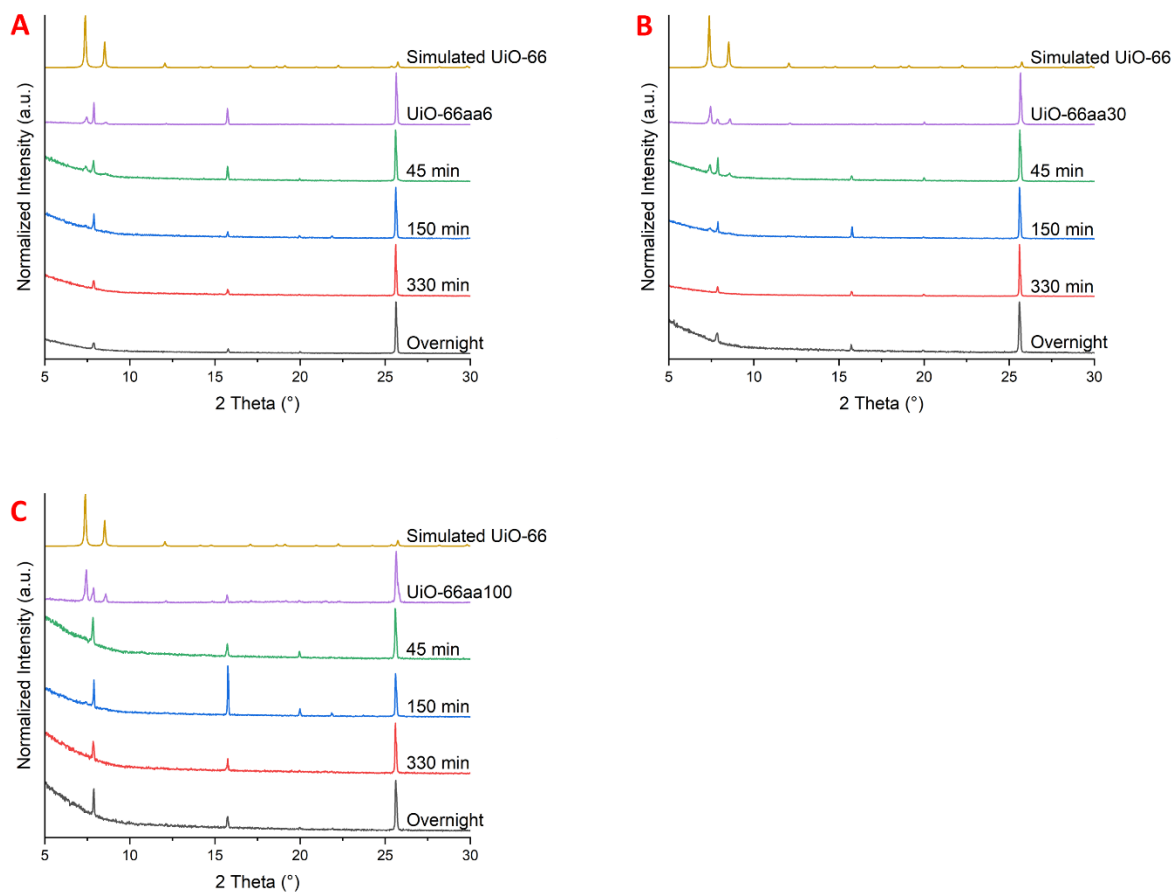 A
Normalized Intensity (a.u.)
Simulated UiO-66
UiO-66aa6
45 min
150 min
330 min
Overnight
5 10 15 20 25 30
2 Theta (°)
B
Normalized Intensity (a.u.)
Simulated UiO-66
UiO-66aa30
45 min
150 min
330 min
Overnight
5 10 15 20 25 30
2 Theta (°)
C
Normalized Intensity (a.u.)
Simulated UiO-66
UiO-66aa100
45 min
150 min
330 min
Overnight
5 10 15 20 25 30
2 Theta (°)